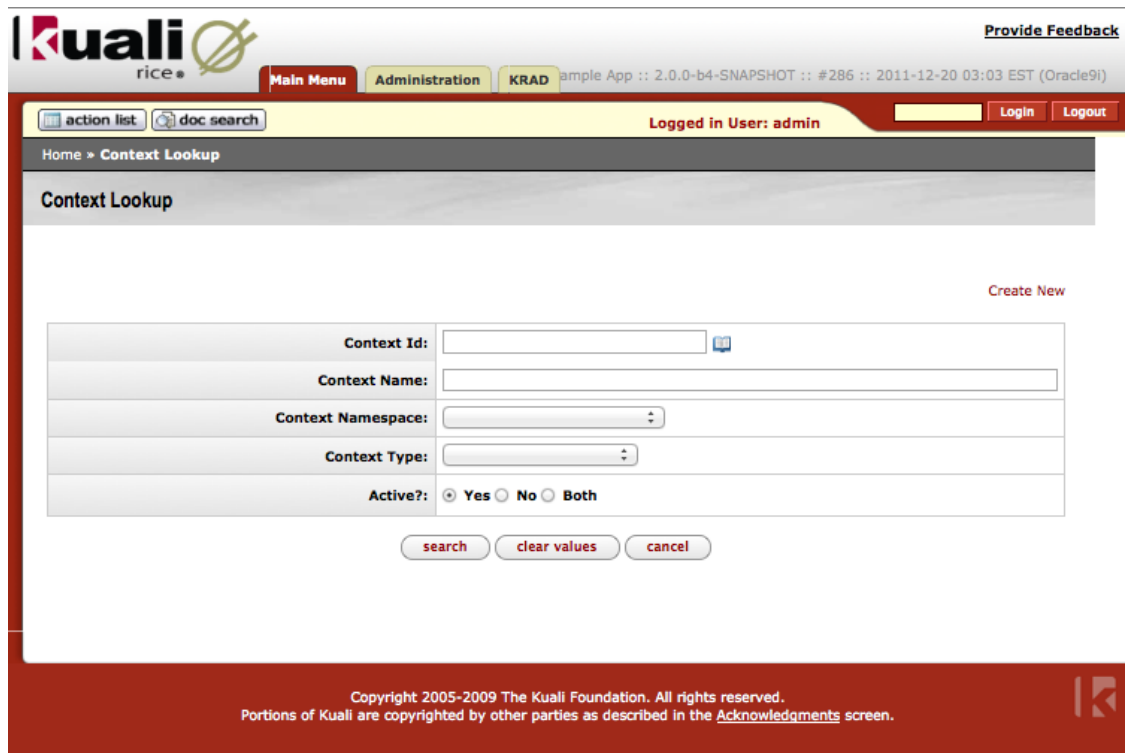 Kuali
rice
Provide Feedback
Main Menu Administration KRAD ample App :: 2.0.0-b4-SNAPSHOT :: #286 :: 2011-12-20 03:03 EST (Oracle9i)
action list doc search Logged in User: admin Login Logout
Home » Context Lookup
Context Lookup
Create New
Context Id:
Context Name:
Context Namespace:
Context Type:
Active?: Yes No Both
search clear values cancel
Copyright 2005-2009 The Kuali Foundation. All rights reserved.
Portions of Kuali are copyrighted by other parties as described in the Acknowledgments screen.